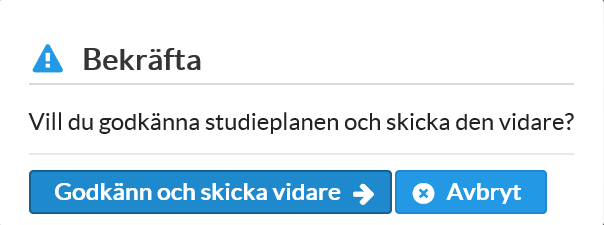 Bekräfta
Vill du godkänna studieplanen och skicka den vidare?
Godkänn och skicka vidare
Avbryt